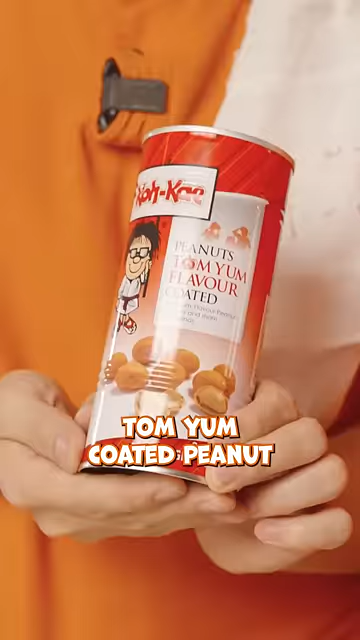 Koh-Kae
PEANUTS
TOM YUM
FLAVOUR
COATED
TOM YUM
COATED PEANUT